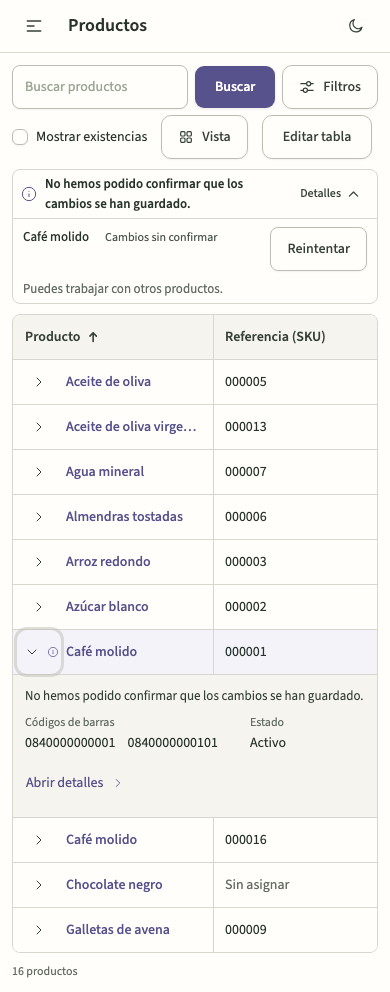 Productos
Buscar productos
Buscar
Filtros
Mostrar existencias
Vista
Editar tabla
No hemos podido confirmar que los
cambios se han guardado.
Detalles
Café molido Cambios sin confirmar
Reintentar
Puedes trabajar con otros productos.
Producto Referencia (SKU)
Aceite de oliva 000005
Aceite de oliva virge… 000013
Agua mineral 000007
Almendras tostadas 000006
Arroz redondo 000003
Azúcar blanco 000002
Café molido 000001
No hemos podido confirmar que los cambios se han guardado.
Códigos de barras Estado
0840000000001 0840000000101 Activo
Abrir detalles
Café molido 000016
Chocolate negro Sin asignar
Galletas de avena 000009
16 productos